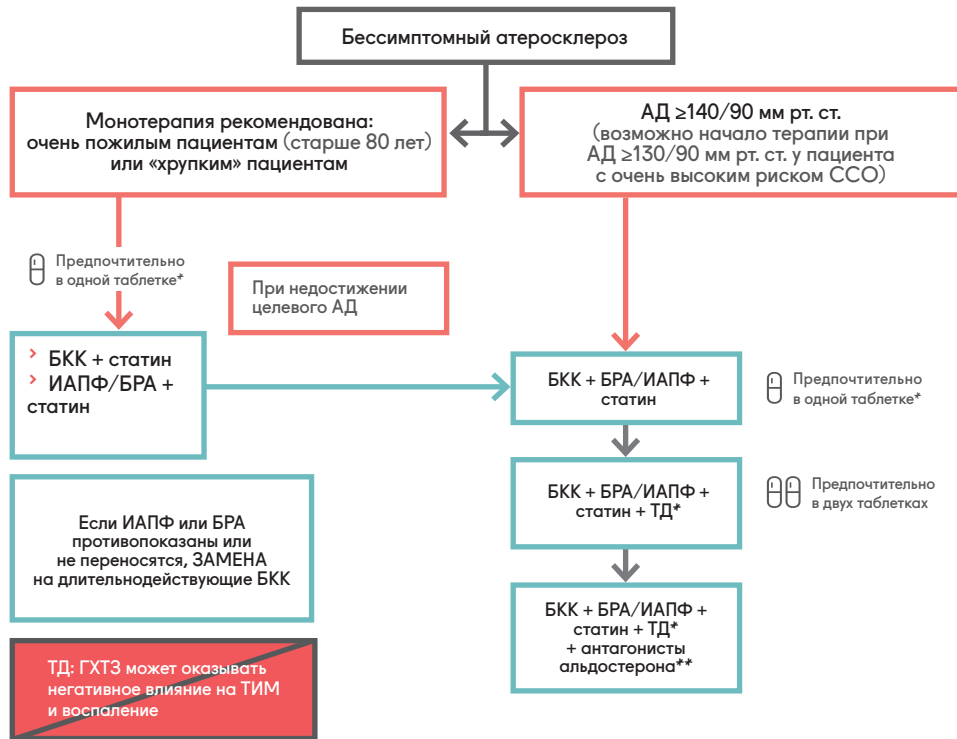 Бессимптомный атеросклероз
Монотерапия рекомендована:
очень пожилым пациентам (старше 80 лет)
или «хрупким» пациентам
АД ≥140/90 мм рт. ст.
(возможно начало терапии при
АД ≥130/90 мм рт. ст. у пациента
с очень высоким риском ССО)
Предпочтительно
в одной таблетке*
При недостижении
целевого АД
› БКК + статин
› ИАПФ/БРА +
статин
БКК + БРА/ИАПФ +
статин
Предпочтительно
в одной таблетке*
БКК + БРА/ИАПФ +
статин + ТД*
Предпочтительно
в двух таблетках
Если ИАПФ или БРА
противопоказаны или
не переносятся, ЗАМЕНА
на длительнодействующие БКК
БКК + БРА/ИАПФ +
статин + ТД*
+ антагонисты
альдостерона**
ТД: ГХТЗ может оказывать
негативное влияние на ТИМ
и воспаление